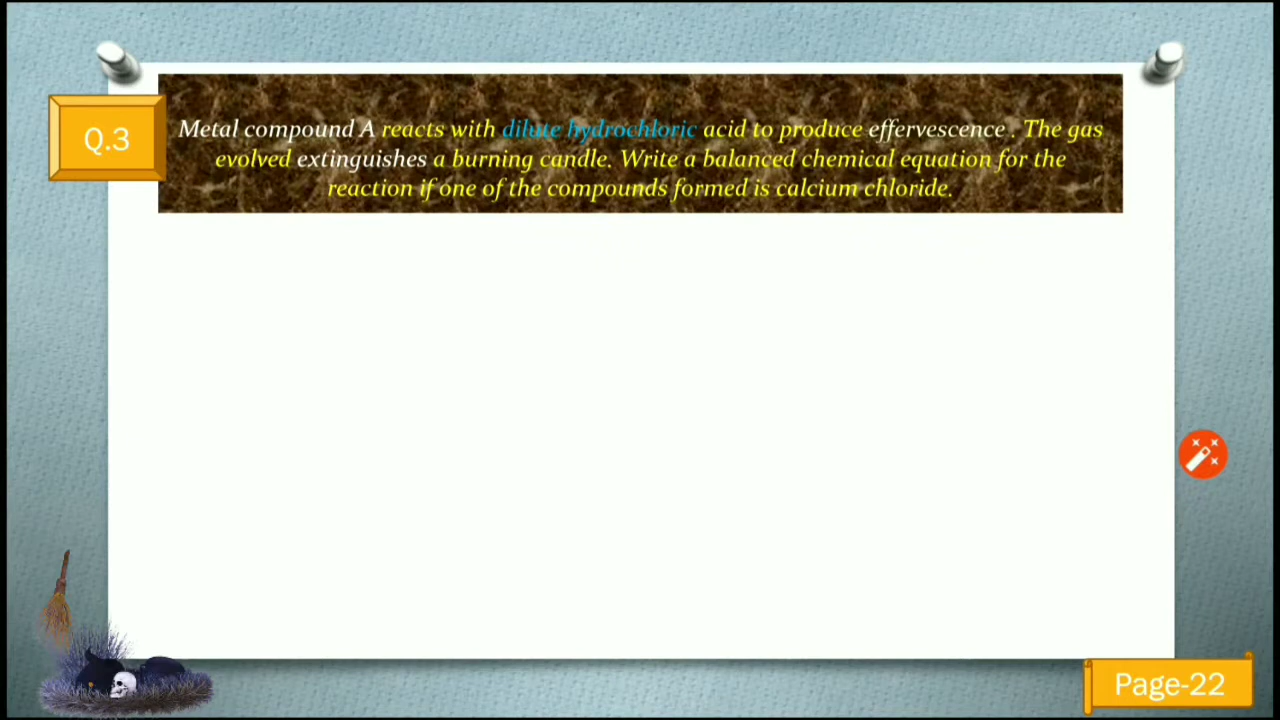 Q.3
Metal compound A reacts with dilute hydrochloric acid to produce effervescence . The gas
evolved extinguishes a burning candle. Write a balanced chemical equation for the
reaction if one of the compounds formed is calcium chloride.
Page-22